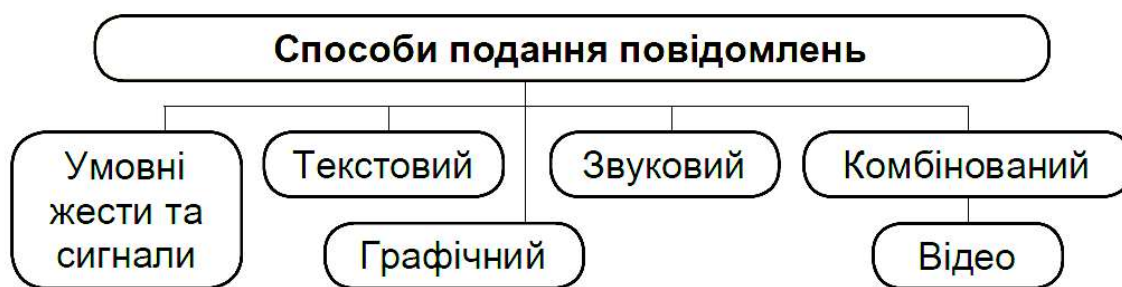 Способи подання повідомлень
Умовні
жести та
сигнали
Текстовий
Графічний
Звуковий
Комбінований
Відео